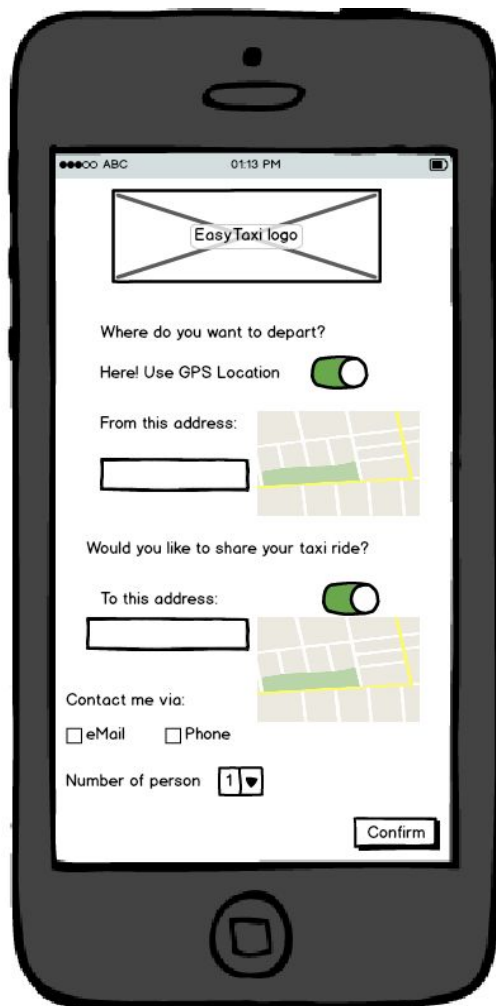 ABC 01:13 PM
EasyTaxi logo
Where do you want to depart?
Here! Use GPS Location
From this address:
Would you like to share your taxi ride?
To this address:
Contact me via:
eMail Phone
Number of person 1
Confirm